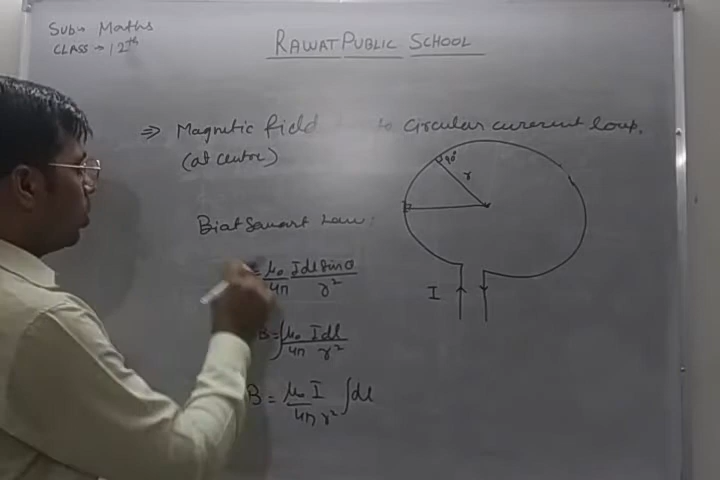 Sub→ Maths
CLASS → 12th
RAWAT PUBLIC SCHOOL
⇒ Magnetic field to circular current loop.
(at centre)
90°
r
Biot Savart Law:
= μ₀/4π Idl sinθ/r²
B = ∫ μ₀/4π Idl/r²
I
B = μ₀/4π I/r² ∫dl